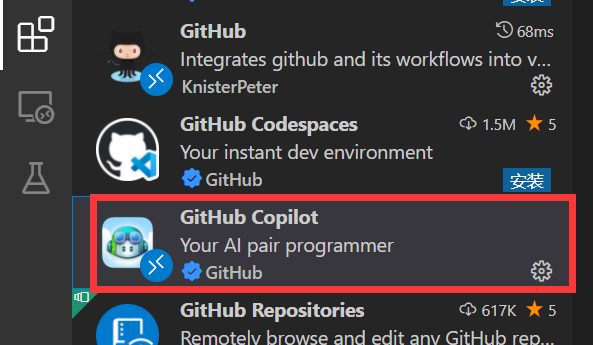 安装
GitHub 68ms
Integrates github and its workflows into v...
KnisterPeter
GitHub Codespaces 1.5M 5
Your instant dev environment
GitHub 安装
GitHub Copilot
Your AI pair programmer
GitHub
GitHub Repositories 617K 5
Remotely browse and edit any GitHub rep...